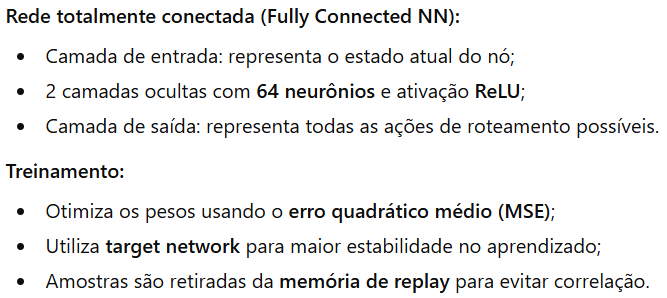 Rede totalmente conectada (Fully Connected NN):
• Camada de entrada: representa o estado atual do nó;
• 2 camadas ocultas com 64 neurônios e ativação ReLU;
• Camada de saída: representa todas as ações de roteamento possíveis.
Treinamento:
• Otimiza os pesos usando o erro quadrático médio (MSE);
• Utiliza target network para maior estabilidade no aprendizado;
• Amostras são retiradas da memória de replay para evitar correlação.